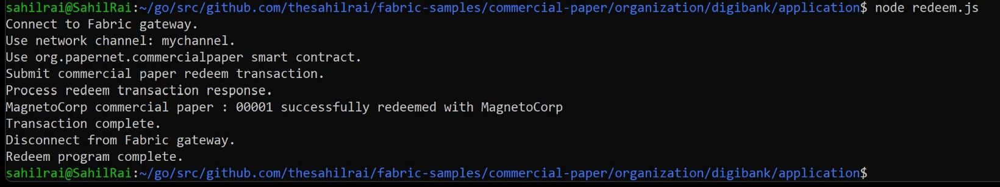 sahilrai@SahilRai:~/go/src/github.com/thesahilrai/fabric-samples/commercial-paper/organization/digibank/application$ node redeem.js
Connect to Fabric gateway.
Use network channel: mychannel.
Use org.papernet.commercialpaper smart contract.
Submit commercial paper redeem transaction.
Process redeem transaction response.
MagnetoCorp commercial paper : 00001 successfully redeemed with MagnetoCorp
Transaction complete.
Disconnect from Fabric gateway.
Redeem program complete.
sahilrai@SahilRai:~/go/src/github.com/thesahilrai/fabric-samples/commercial-paper/organization/digibank/application$